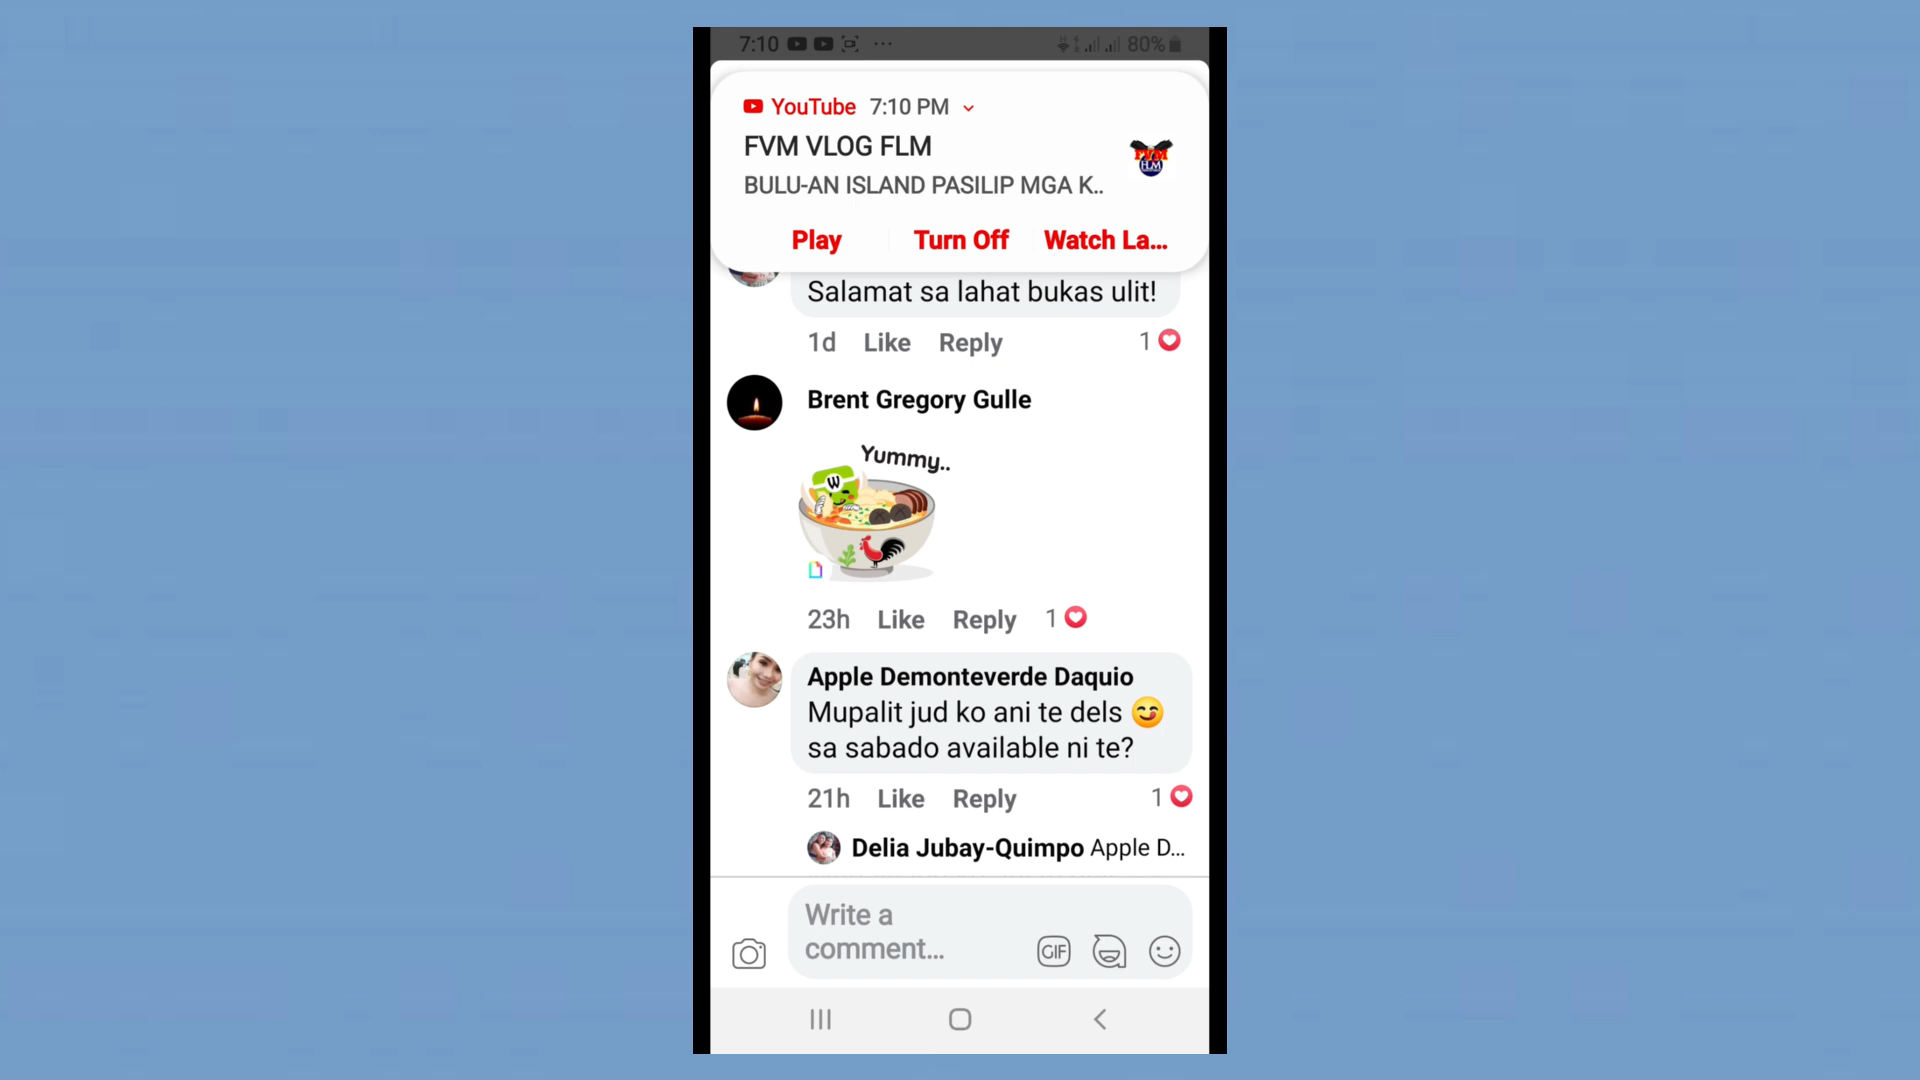 7:10 ... 80%
YouTube 7:10 PM
FVM VLOG FLM
FVM
FLM
BULU-AN ISLAND PASILIP MGA K..
Play Turn Off Watch La...
Salamat sa lahat bukas ulit!
1d Like Reply 1
Brent Gregory Gulle
Yummy..
W
23h Like Reply 1
Apple Demonteverde Daquio
Mupalit jud ko ani te dels 😋
sa sabado available ni te?
21h Like Reply 1
Delia Jubay-Quimpo Apple D...
Write a
comment...
GIF